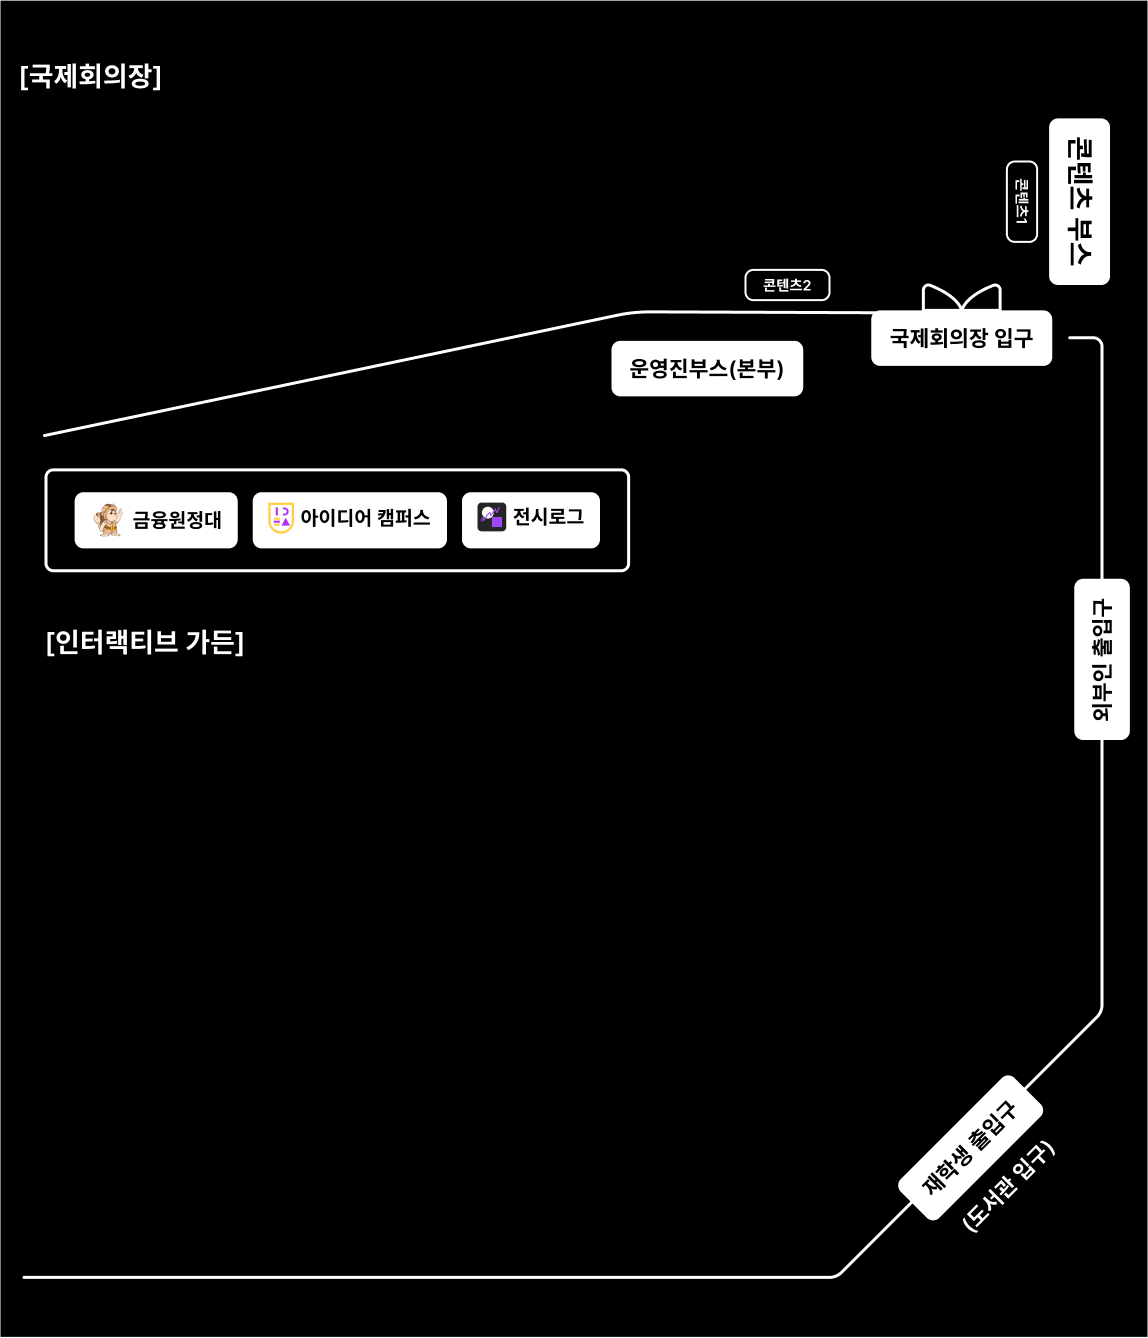 [국제회의장]
콘텐츠 부스
콘텐츠1
콘텐츠2
국제회의장 입구
운영진부스(본부)
금융원정대
아이디어 캠퍼스
전시로그
[인터랙티브 가든]
외부인 출입구
재학생 출입구
(도서관 입구)